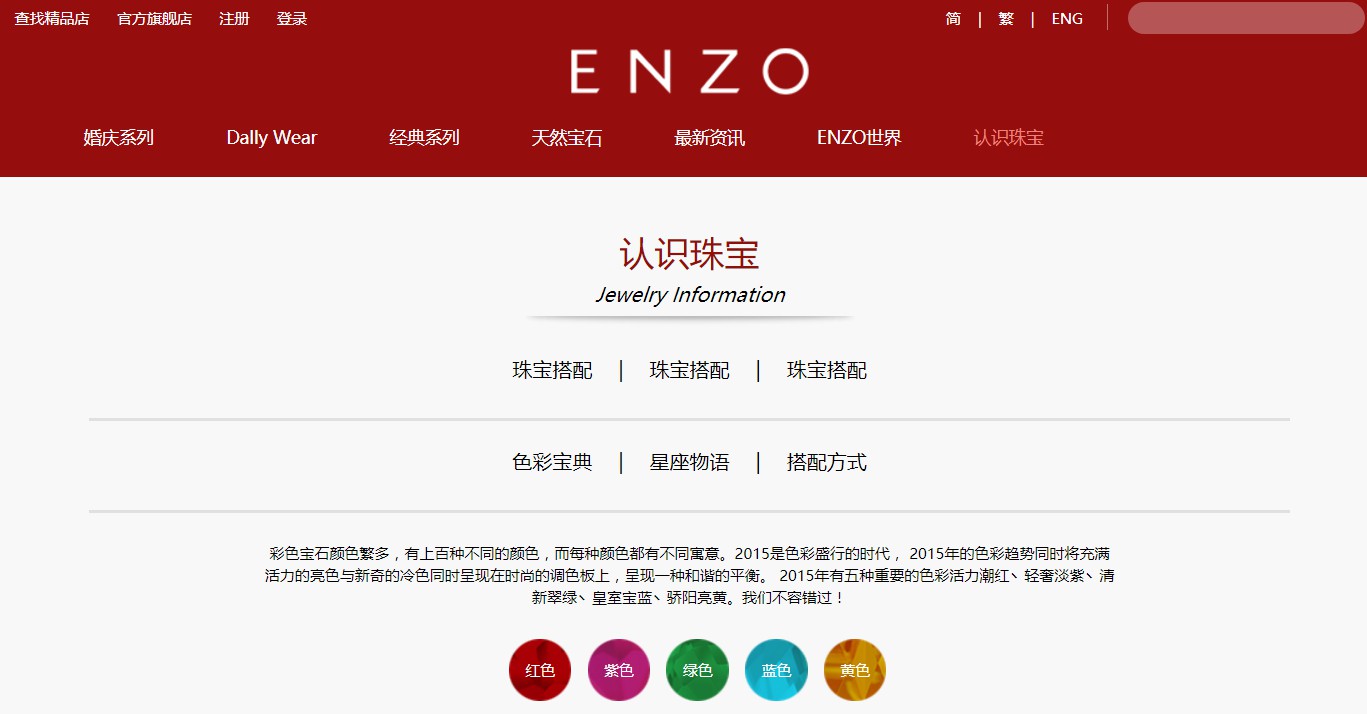 查找精品店 官方旗舰店 注册 登录 简 | 繁 | ENG
ENZO
婚庆系列 Dally Wear 经典系列 天然宝石 最新资讯 ENZO世界 认识珠宝
认识珠宝
Jewelry Information
珠宝搭配 | 珠宝搭配 | 珠宝搭配
色彩宝典 | 星座物语 | 搭配方式
彩色宝石颜色繁多，有上百种不同的颜色，而每种颜色都有不同寓意。2015是色彩盛行的时代， 2015年的色彩趋势同时将充满
活力的亮色与新奇的冷色同时呈现在时尚的调色板上，呈现一种和谐的平衡。 2015年有五种重要的色彩活力潮红丶轻奢淡紫丶清
新翠绿丶皇室宝蓝丶骄阳亮黄。我们不容错过！
红色 紫色 绿色 蓝色 黄色